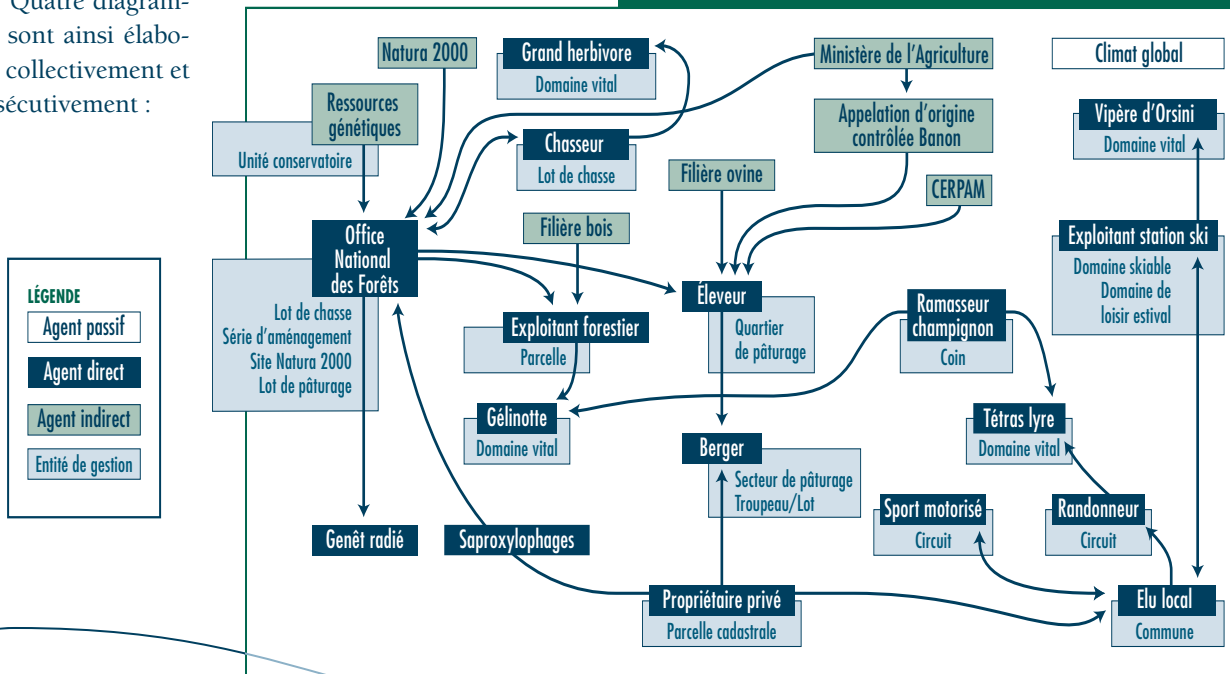 Quatre diagram-
sont ainsi élabo-
collectivement et
sécutivement :
LÉGENDE
Agent passif
Agent direct
Agent indirect
Entité de gestion
Natura 2000
Grand herbivore
Domaine vital
Ministère de l'Agriculture
Climat global
Ressources
génétiques
Unité conservatoire
Chasseur
Lot de chasse
Appelation d'origine
contrôlée Banon
Vipère d'Orsini
Domaine vital
Filière ovine
CERPAM
Office
National
des Forêts
Lot de chasse
Série d'aménagement
Site Natura 2000
Lot de pâturage
Filière bois
Exploitant station ski
Domaine skiable
Domaine de
loisir estival
Exploitant forestier
Parcelle
Éleveur
Quartier
de pâturage
Ramasseur
champignon
Coin
Gélinotte
Domaine vital
Berger
Secteur de pâturage
Troupeau/Lot
Tétras lyre
Domaine vital
Genêt radié
Saproxylophages
Sport motorisé
Circuit
Randonneur
Circuit
Propriétaire privé
Parcelle cadastrale
Elu local
Commune